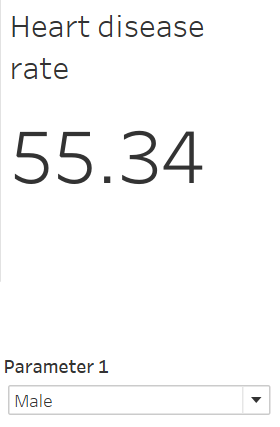 Heart disease
rate
55.34
Parameter 1
Male